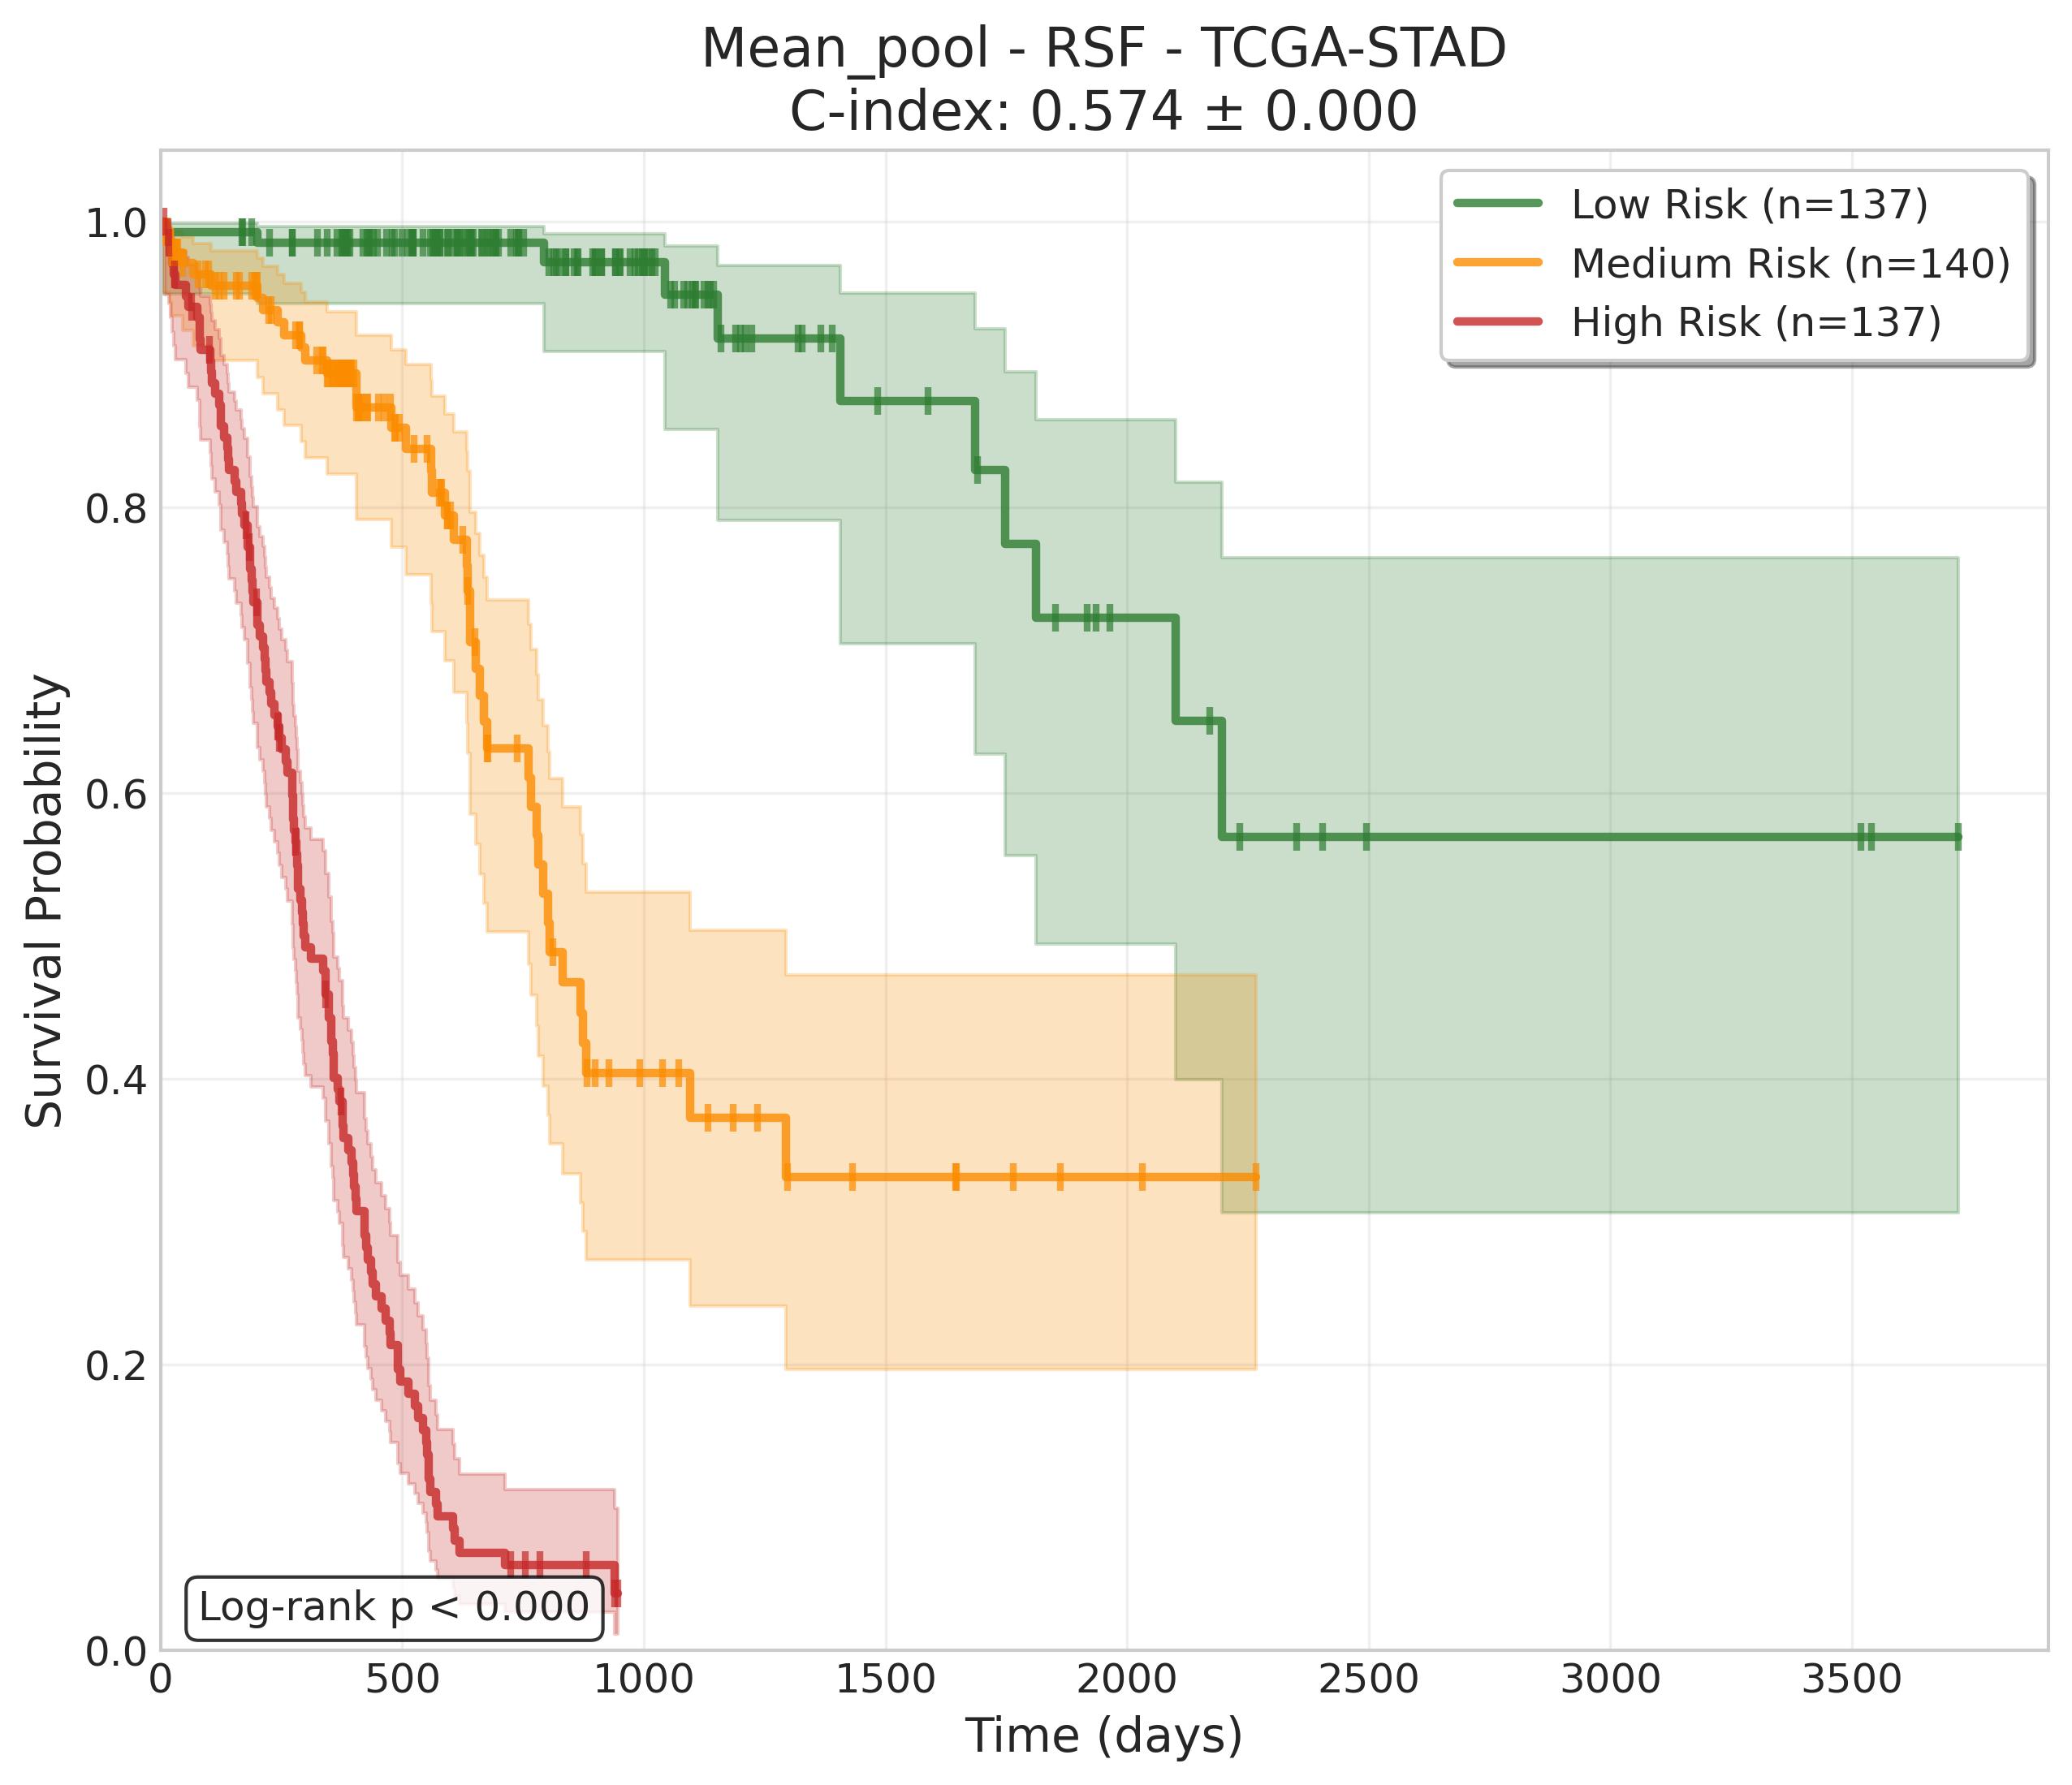 Mean_pool - RSF - TCGA-STAD
C-index: 0.574 ± 0.000
Low Risk (n=137)
Medium Risk (n=140)
High Risk (n=137)
Survival Probability
1.0
0.8
0.6
0.4
0.2
0.0
Log-rank p < 0.000
0 500 1000 1500 2000 2500 3000 3500
Time (days)